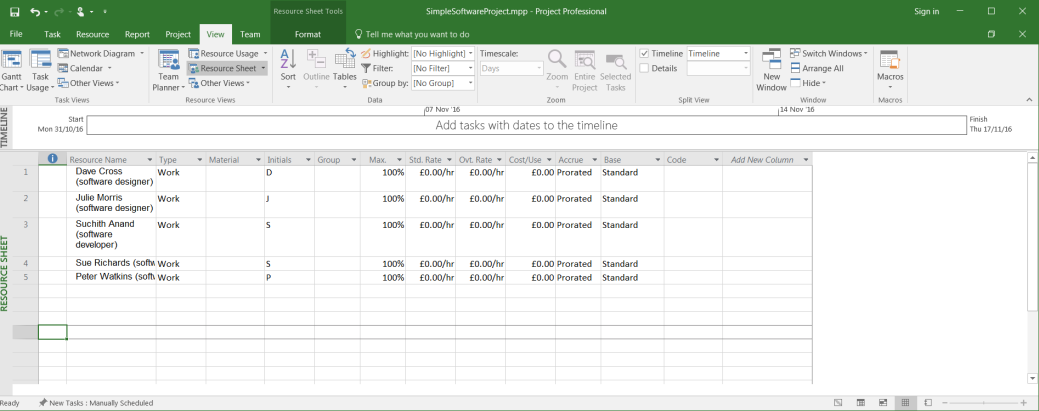 Resource Sheet Tools
SimpleSoftwareProject.mpp - Project Professional
Sign in
File Task Resource Report Project View Team Format Tell me what you want to do
Gantt Chart
Task Usage
Network Diagram
Calendar
Other Views
Task Views
Team Planner
Resource Usage
Resource Sheet
Other Views
Resource Views
Sort
Outline
Tables
Highlight: [No Highlight]
Filter: [No Filter]
Group by: [No Group]
Data
Timescale:
Days
Zoom
Entire Project
Selected Tasks
Zoom
Timeline Timeline
Details
Split View
New Window
Switch Windows
Arrange All
Hide
Window
Macros
Macros
TIMELINE
07 Nov '16 14 Nov '16
Start
Mon 31/10/16
Add tasks with dates to the timeline
Finish
Thu 17/11/16
RESOURCE SHEET
Resource Name Type Material Initials Group Max. Std. Rate Ovt. Rate Cost/Use Accrue Base Code Add New Column
1 Dave Cross Work D 100% £0.00/hr £0.00/hr £0.00 Prorated Standard
(software designer)
2 Julie Morris Work J 100% £0.00/hr £0.00/hr £0.00 Prorated Standard
(software designer)
3 Suchith Anand Work S 100% £0.00/hr £0.00/hr £0.00 Prorated Standard
(software
developer)
4 Sue Richards (softw Work S 100% £0.00/hr £0.00/hr £0.00 Prorated Standard
5 Peter Watkins (softw Work P 100% £0.00/hr £0.00/hr £0.00 Prorated Standard
Ready New Tasks : Manually Scheduled